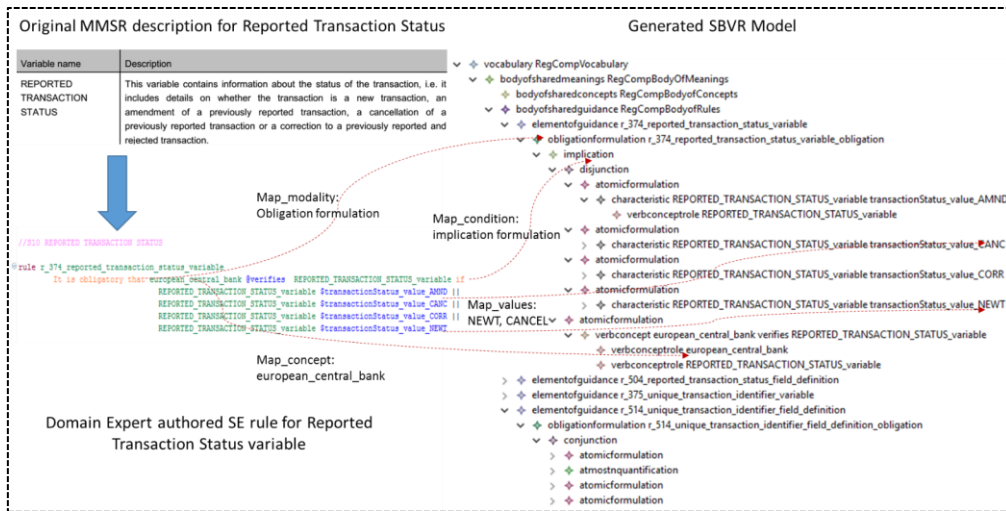 Original MMSR description for Reported Transaction Status
Variable name Description
REPORTED
TRANSACTION
STATUS
This variable contains information about the status of the transaction, i.e. it
includes details on whether the transaction is a new transaction, an
amendment of a previously reported transaction, a cancellation of a
previously reported transaction or a correction to a previously reported and
rejected transaction.
//S10 REPORTED TRANSACTION STATUS
rule r_374_reported_transaction_status_variable
It is obligatory that european_central_bank @verifies REPORTED_TRANSACTION_STATUS_variable if
REPORTED_TRANSACTION_STATUS_variable $transactionStatus_value_AMND ||
REPORTED_TRANSACTION_STATUS_variable $transactionStatus_value_CANC ||
REPORTED_TRANSACTION_STATUS_variable $transactionStatus_value_CORR ||
REPORTED_TRANSACTION_STATUS_variable $transactionStatus_value_NEWT
Domain Expert authored SE rule for Reported
Transaction Status variable
Map_modality:
Obligation formulation
Map_condition:
implication formulation
Map_values:
NEWT, CANCEL
Map_concept:
european_central_bank
Generated SBVR Model
vocabulary RegCompVocabulary
bodyofsharedmeanings RegCompBodyOfMeanings
bodyofsharedconcepts RegCompBodyofConcepts
bodyofsharedguidance RegCompBodyofRules
elementofguidance r_374_reported_transaction_status_variable
obligationformulation r_374_reported_transaction_status_variable_obligation
implication
disjunction
atomicformulation
characteristic REPORTED_TRANSACTION_STATUS_variable transactionStatus_value_AMND
verbconceptrole REPORTED_TRANSACTION_STATUS_variable
atomicformulation
characteristic REPORTED_TRANSACTION_STATUS_variable transactionStatus_value_CANC
atomicformulation
characteristic REPORTED_TRANSACTION_STATUS_variable transactionStatus_value_CORR
atomicformulation
characteristic REPORTED_TRANSACTION_STATUS_variable transactionStatus_value_NEWT
atomicformulation
verbconcept european_central_bank verifies REPORTED_TRANSACTION_STATUS_variable
verbconceptrole european_central_bank
verbconceptrole REPORTED_TRANSACTION_STATUS_variable
elementofguidance r_504_reported_transaction_status_field_definition
elementofguidance r_375_unique_transaction_identifier_variable
elementofguidance r_514_unique_transaction_identifier_field_definition
obligationformulation r_514_unique_transaction_identifier_field_definition_obligation
conjunction
atomicformulation
atmostnquantification
atomicformulation
atomicformulation